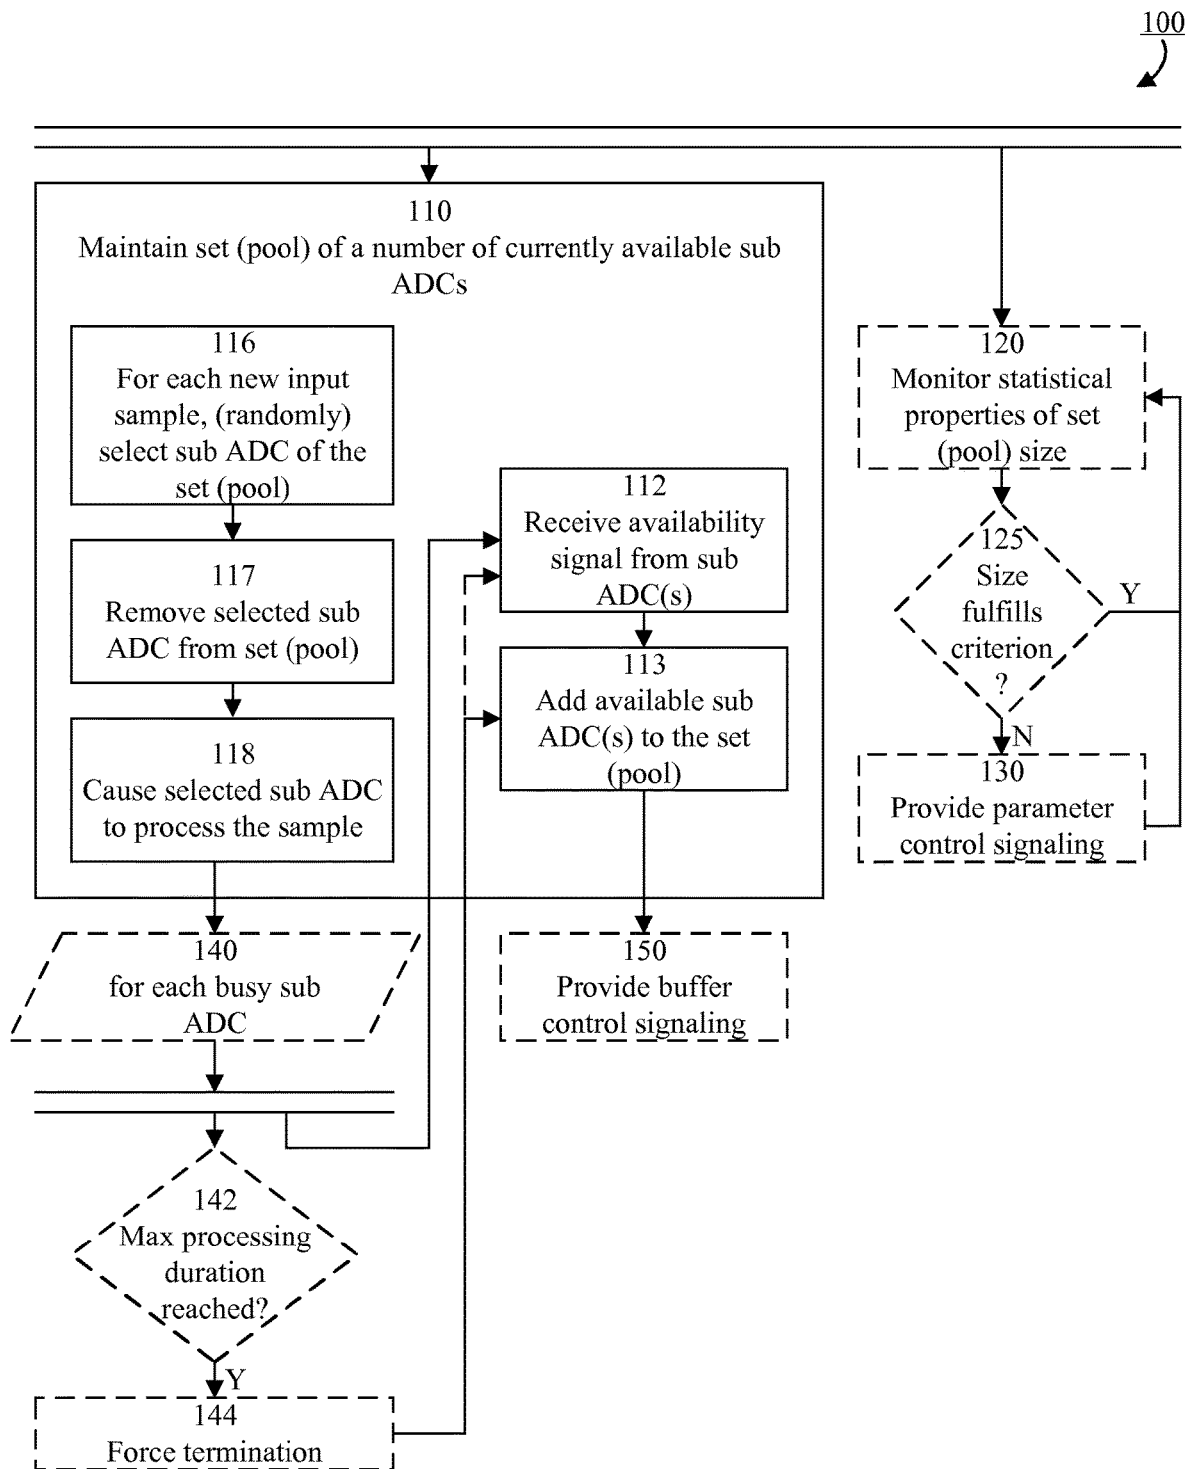 100
110
Maintain set (pool) of a number of currently available sub
ADCs
116
For each new input
sample, (randomly)
select sub ADC of the
set (pool)
117
Remove selected sub
ADC from set (pool)
118
Cause selected sub ADC
to process the sample
112
Receive availability
signal from sub
ADC(s)
113
Add available sub
ADC(s) to the set
(pool)
120
Monitor statistical
properties of set
(pool) size
125
Size
fulfills
criterion
?
Y
N
130
Provide parameter
control signaling
140
for each busy sub
ADC
150
Provide buffer
control signaling
142
Max processing
duration
reached?
Y
144
Force termination